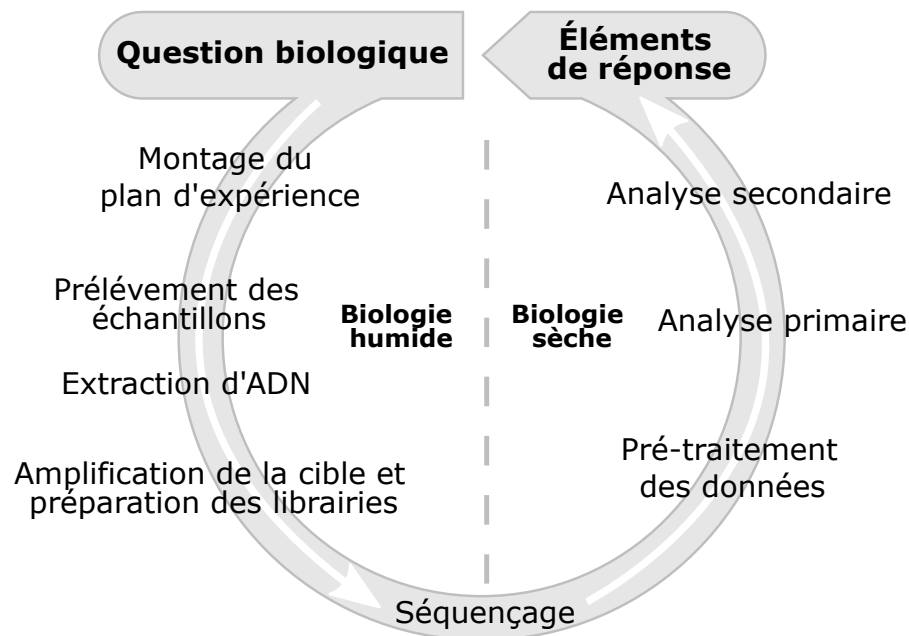 Question biologique
Éléments
de réponse
Montage du
plan d'expérience
Prélévement des
échantillons
Extraction d'ADN
Amplification de la cible et
préparation des librairies
Biologie
humide
Séquençage
Biologie
sèche
Pré-traitement
des données
Analyse primaire
Analyse secondaire